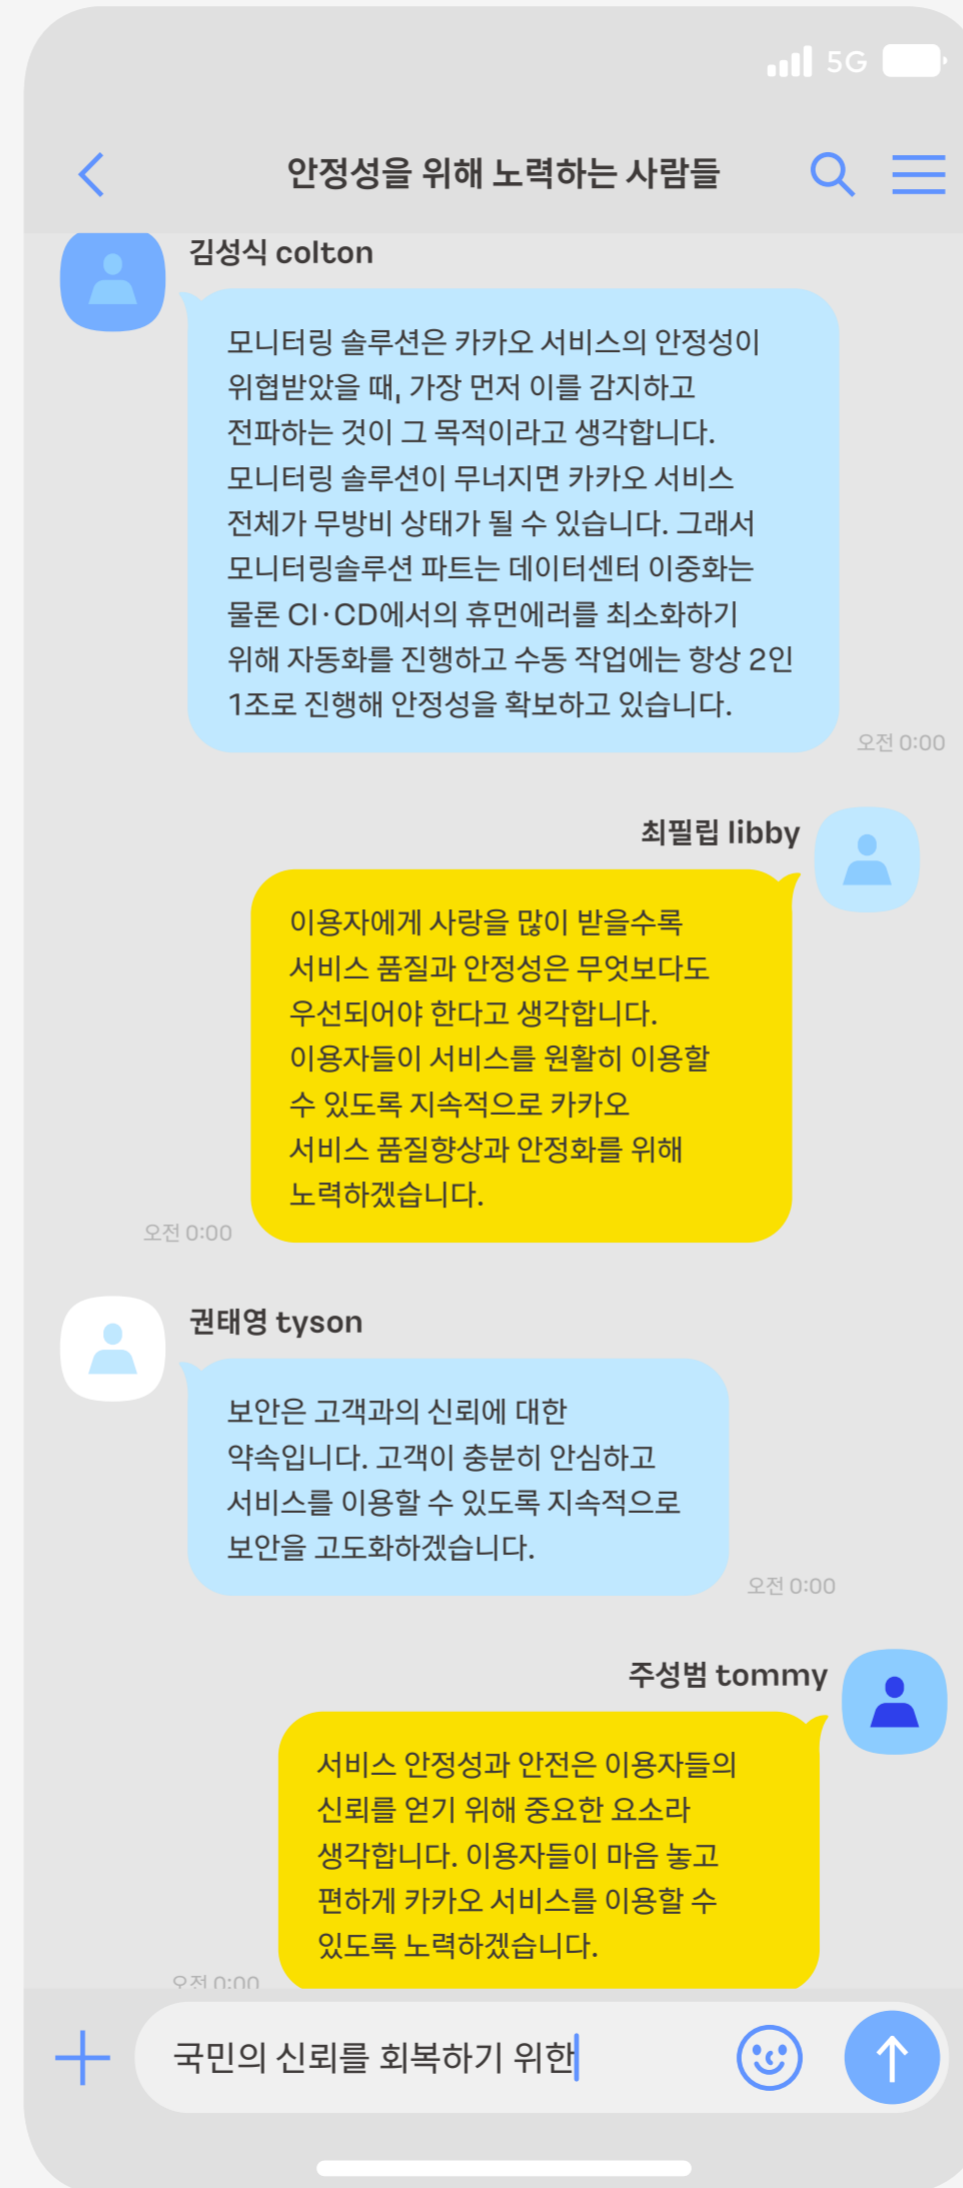 5G
안정성을 위해 노력하는 사람들
김성식 colton
모니터링 솔루션은 카카오 서비스의 안정성이
위협받았을 때, 가장 먼저 이를 감지하고
전파하는 것이 그 목적이라고 생각합니다.
모니터링 솔루션이 무너지면 카카오 서비스
전체가 무방비 상태가 될 수 있습니다. 그래서
모니터링솔루션 파트는 데이터센터 이중화는
물론 CI·CD에서의 휴먼에러를 최소화하기
위해 자동화를 진행하고 수동 작업에는 항상 2인
1조로 진행해 안정성을 확보하고 있습니다.
오전 0:00
최필립 libby
이용자에게 사랑을 많이 받을수록
서비스 품질과 안정성은 무엇보다도
우선되어야 한다고 생각합니다.
이용자들이 서비스를 원활히 이용할
수 있도록 지속적으로 카카오
서비스 품질향상과 안정화를 위해
노력하겠습니다.
오전 0:00
권태영 tyson
보안은 고객과의 신뢰에 대한
약속입니다. 고객이 충분히 안심하고
서비스를 이용할 수 있도록 지속적으로
보안을 고도화하겠습니다.
오전 0:00
주성범 tommy
서비스 안정성과 안전은 이용자들의
신뢰를 얻기 위해 중요한 요소라
생각합니다. 이용자들이 마음 놓고
편하게 카카오 서비스를 이용할 수
있도록 노력하겠습니다.
오전 0:00
국민의 신뢰를 회복하기 위한